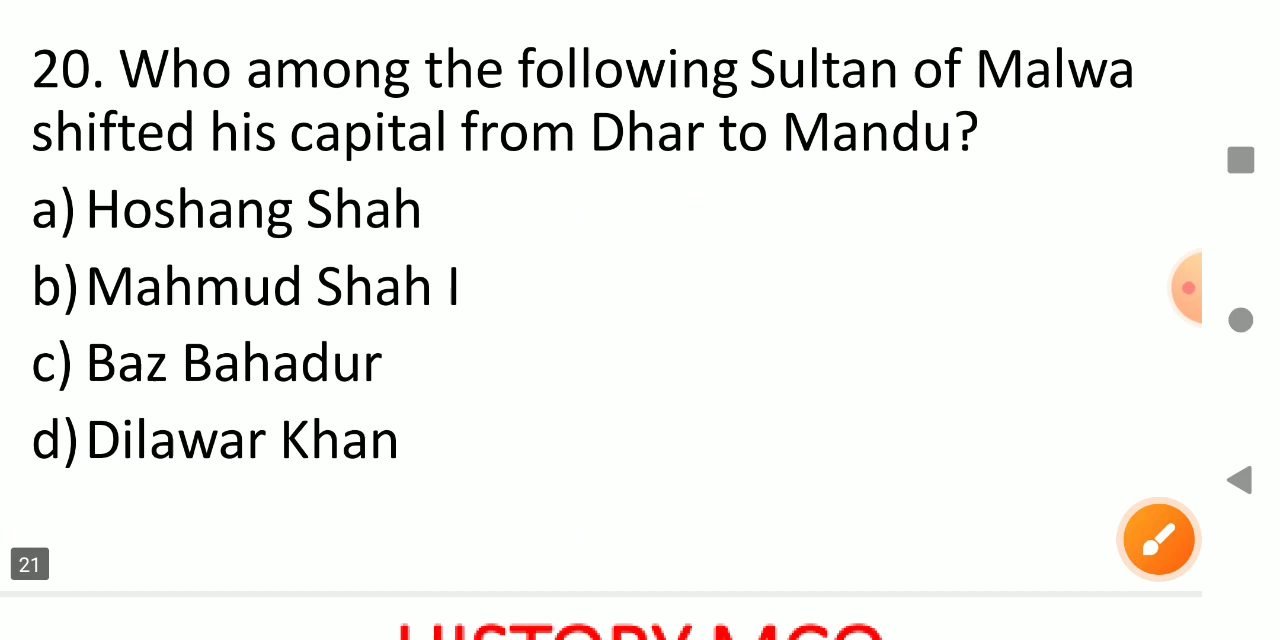 20. Who among the following Sultan of Malwa
shifted his capital from Dhar to Mandu?
a) Hoshang Shah
b) Mahmud Shah I
c) Baz Bahadur
d) Dilawar Khan
21
HISTORY MCQ